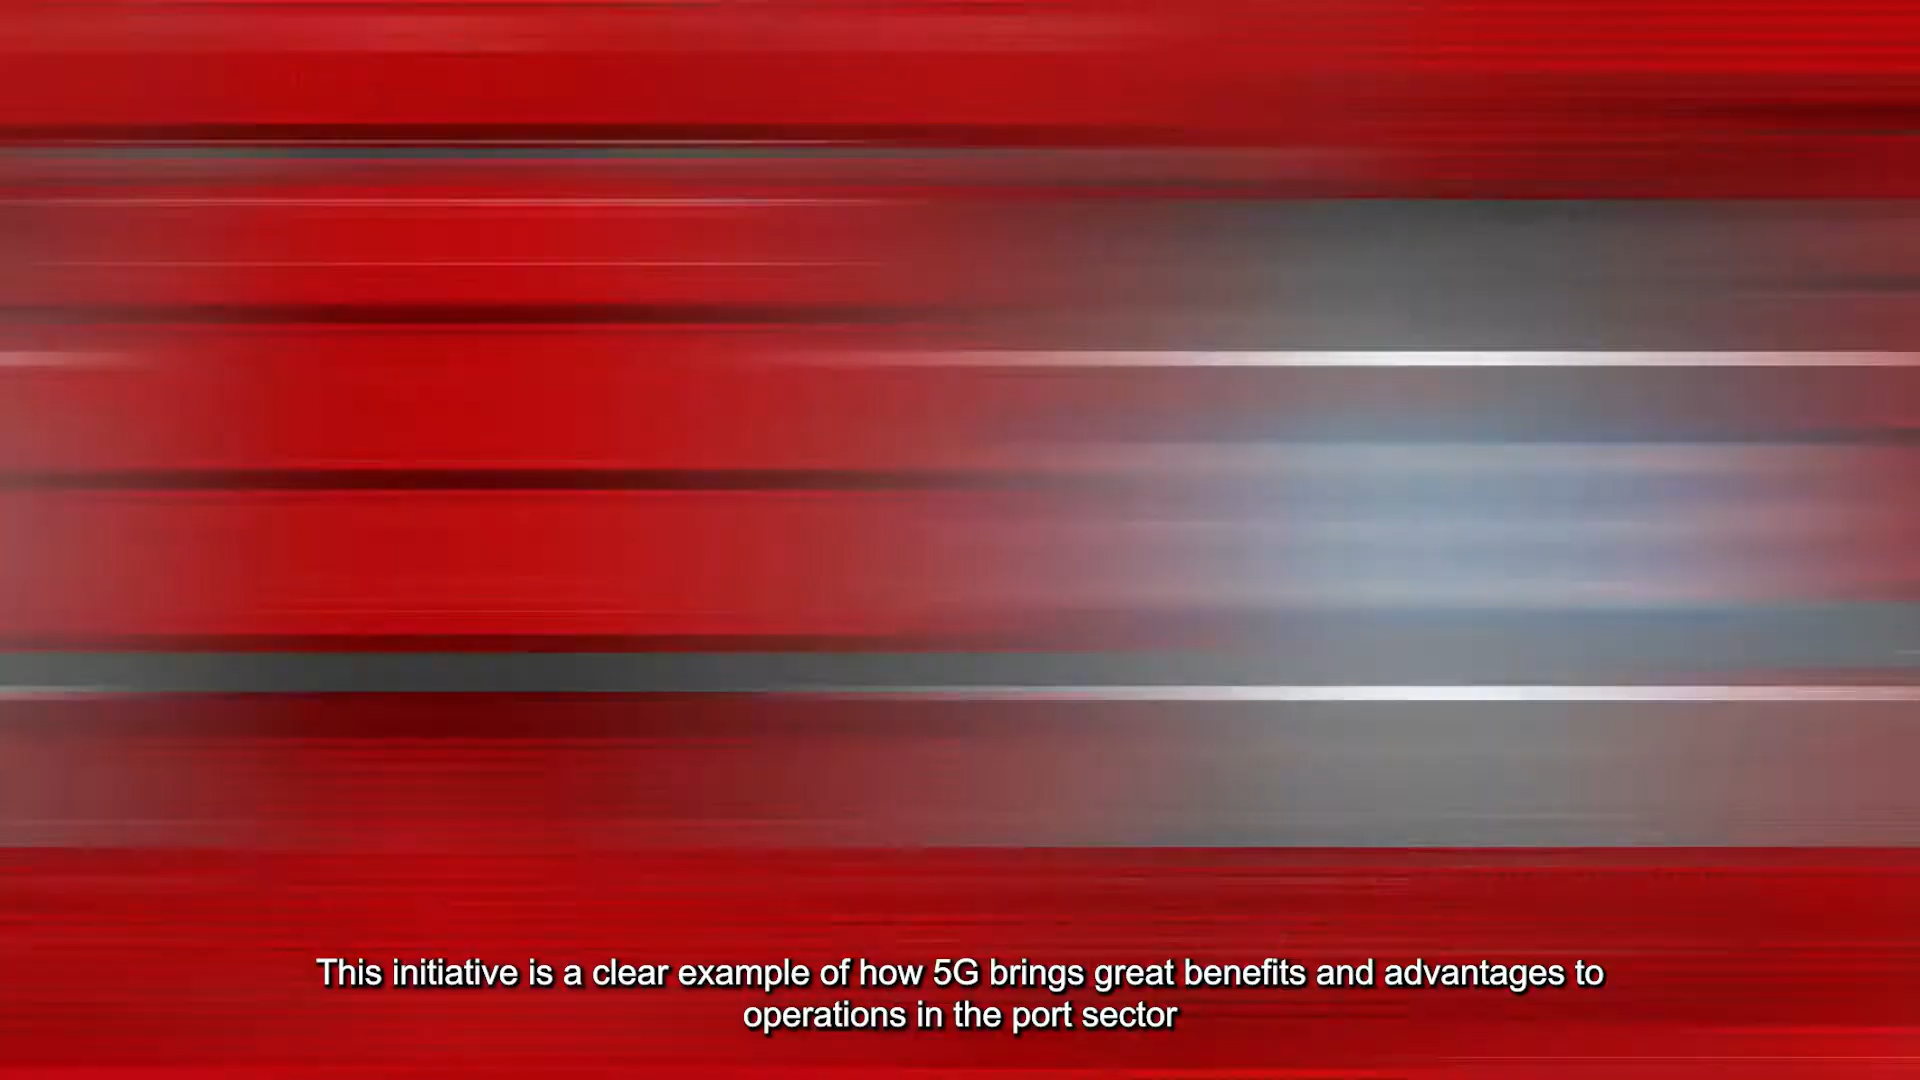 This initiative is a clear example of how 5G brings great benefits and advantages to
operations in the port sector